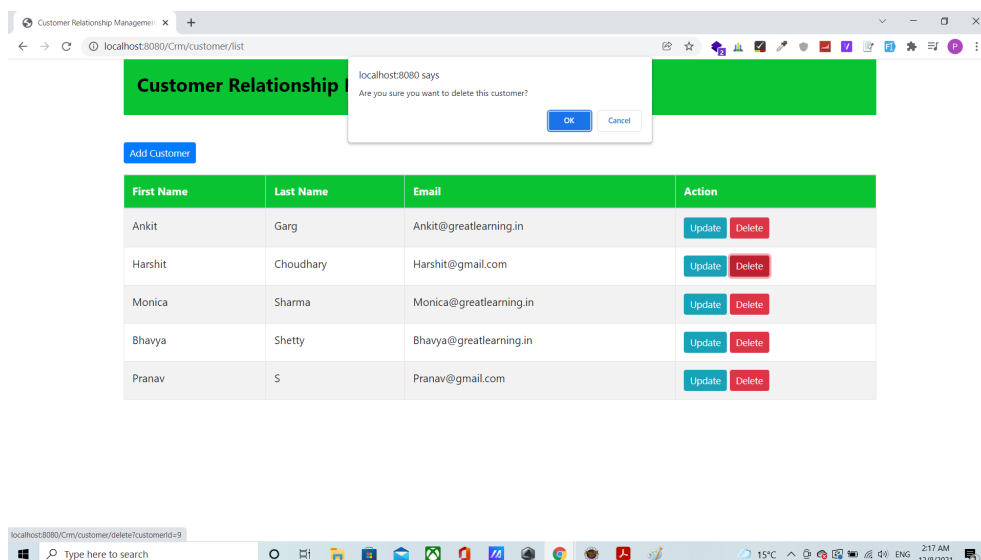 Customer Relationship Managemen
localhost:8080/Crm/customer/list
localhost:8080 says
Are you sure you want to delete this customer?
OK Cancel
Customer Relationship
Add Customer
First Name Last Name Email Action
Ankit Garg Ankit@greatlearning.in Update Delete
Harshit Choudhary Harshit@gmail.com Update Delete
Monica Sharma Monica@greatlearning.in Update Delete
Bhavya Shetty Bhavya@greatlearning.in Update Delete
Pranav S Pranav@gmail.com Update Delete
localhost:8080/Crm/customer/delete?customerId=9
Type here to search
15°C ENG 2:17 AM